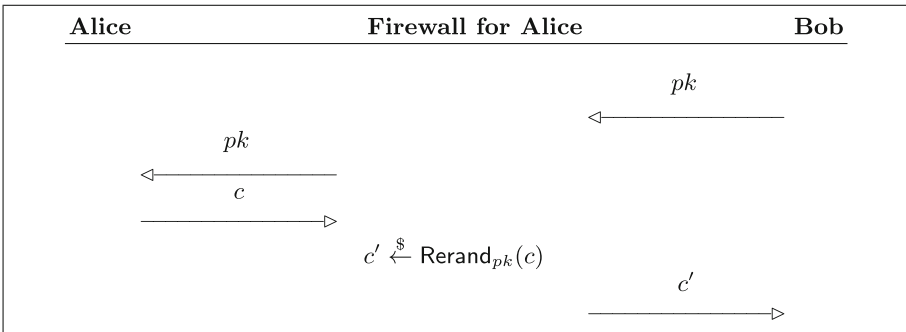 Alice Firewall for Alice Bob
pk
pk
c
c′ ←$ Rerand_pk(c)
c′